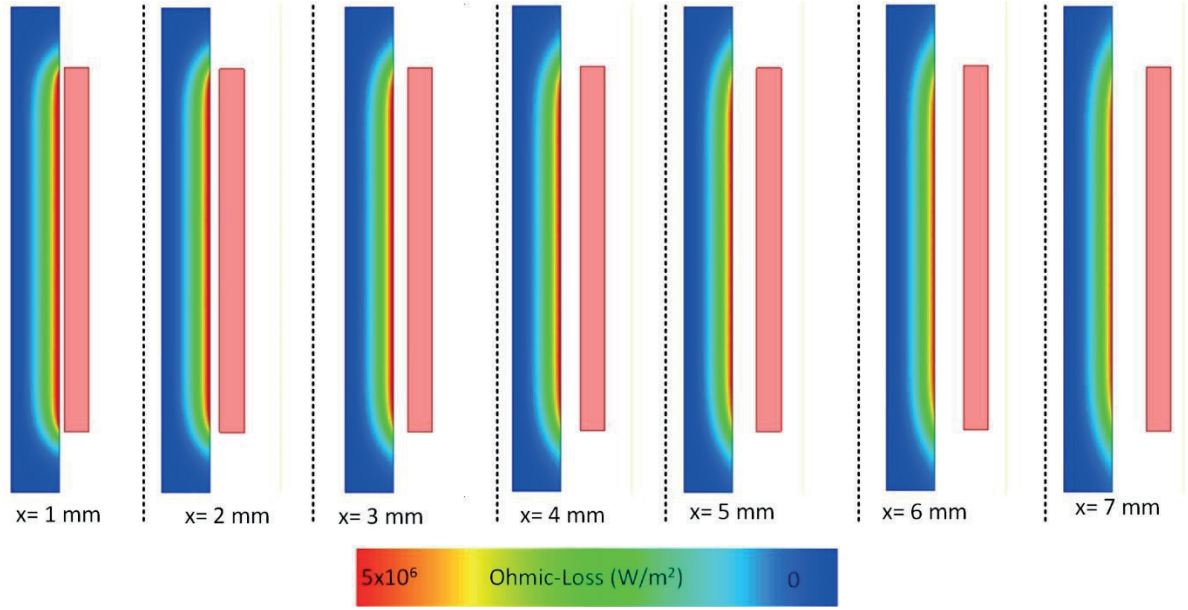 x= 1 mm
x= 2 mm
x= 3 mm
x= 4 mm
x= 5 mm
x= 6 mm
x= 7 mm
5x10⁶ Ohmic-Loss (W/m²) 0